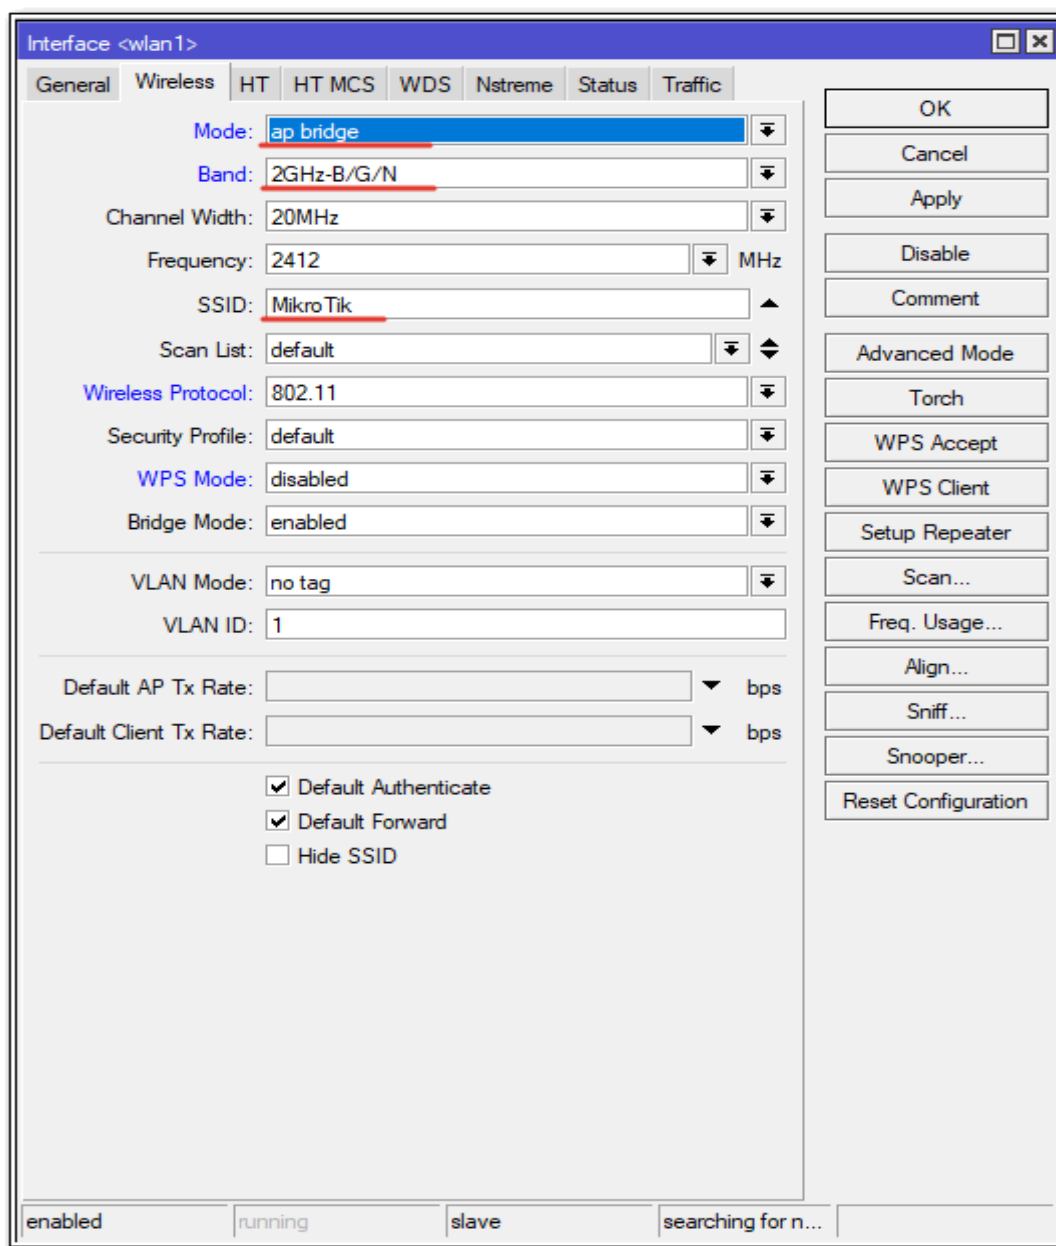 Interface <wlan1>
General Wireless HT HT MCS WDS Nstreme Status Traffic
Mode: ap bridge
Band: 2GHz-B/G/N
Channel Width: 20MHz
Frequency: 2412 MHz
SSID: MikroTik
Scan List: default
Wireless Protocol: 802.11
Security Profile: default
WPS Mode: disabled
Bridge Mode: enabled
VLAN Mode: no tag
VLAN ID: 1
Default AP Tx Rate: bps
Default Client Tx Rate: bps
Default Authenticate
Default Forward
Hide SSID
OK
Cancel
Apply
Disable
Comment
Advanced Mode
Torch
WPS Accept
WPS Client
Setup Repeater
Scan...
Freq. Usage...
Align...
Sniff...
Snooper...
Reset Configuration
enabled running slave searching for n...